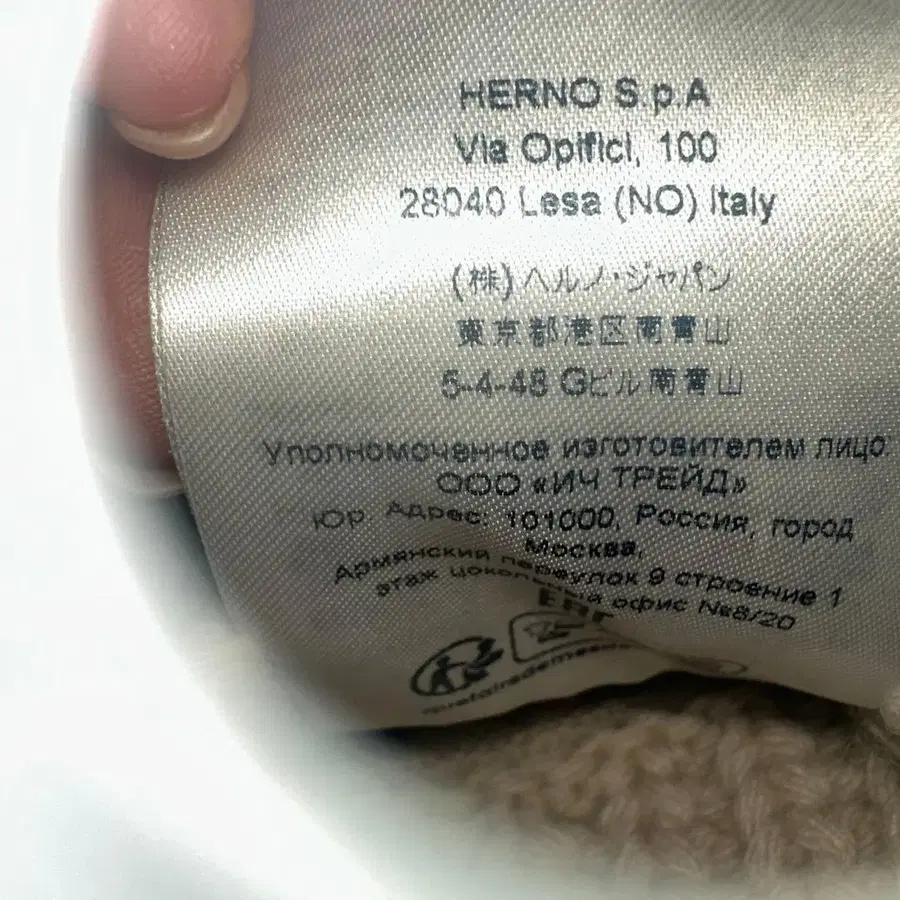 HERNO S.p.A
Via Opifici, 100
28040 Lesa (NO) Italy
(株)ヘルノ・ジャパン
東京都港区南青山
5-4-48 Gビル南青山
Уполномоченное изготовителем лицо:
ООО «ИЧ ТРЕЙД»
Юр. Адрес: 101000, Россия, город
Москва,
Армянский переулок 9 строение 1
этаж цокольный офис №8/20
EAC
quefairedemes